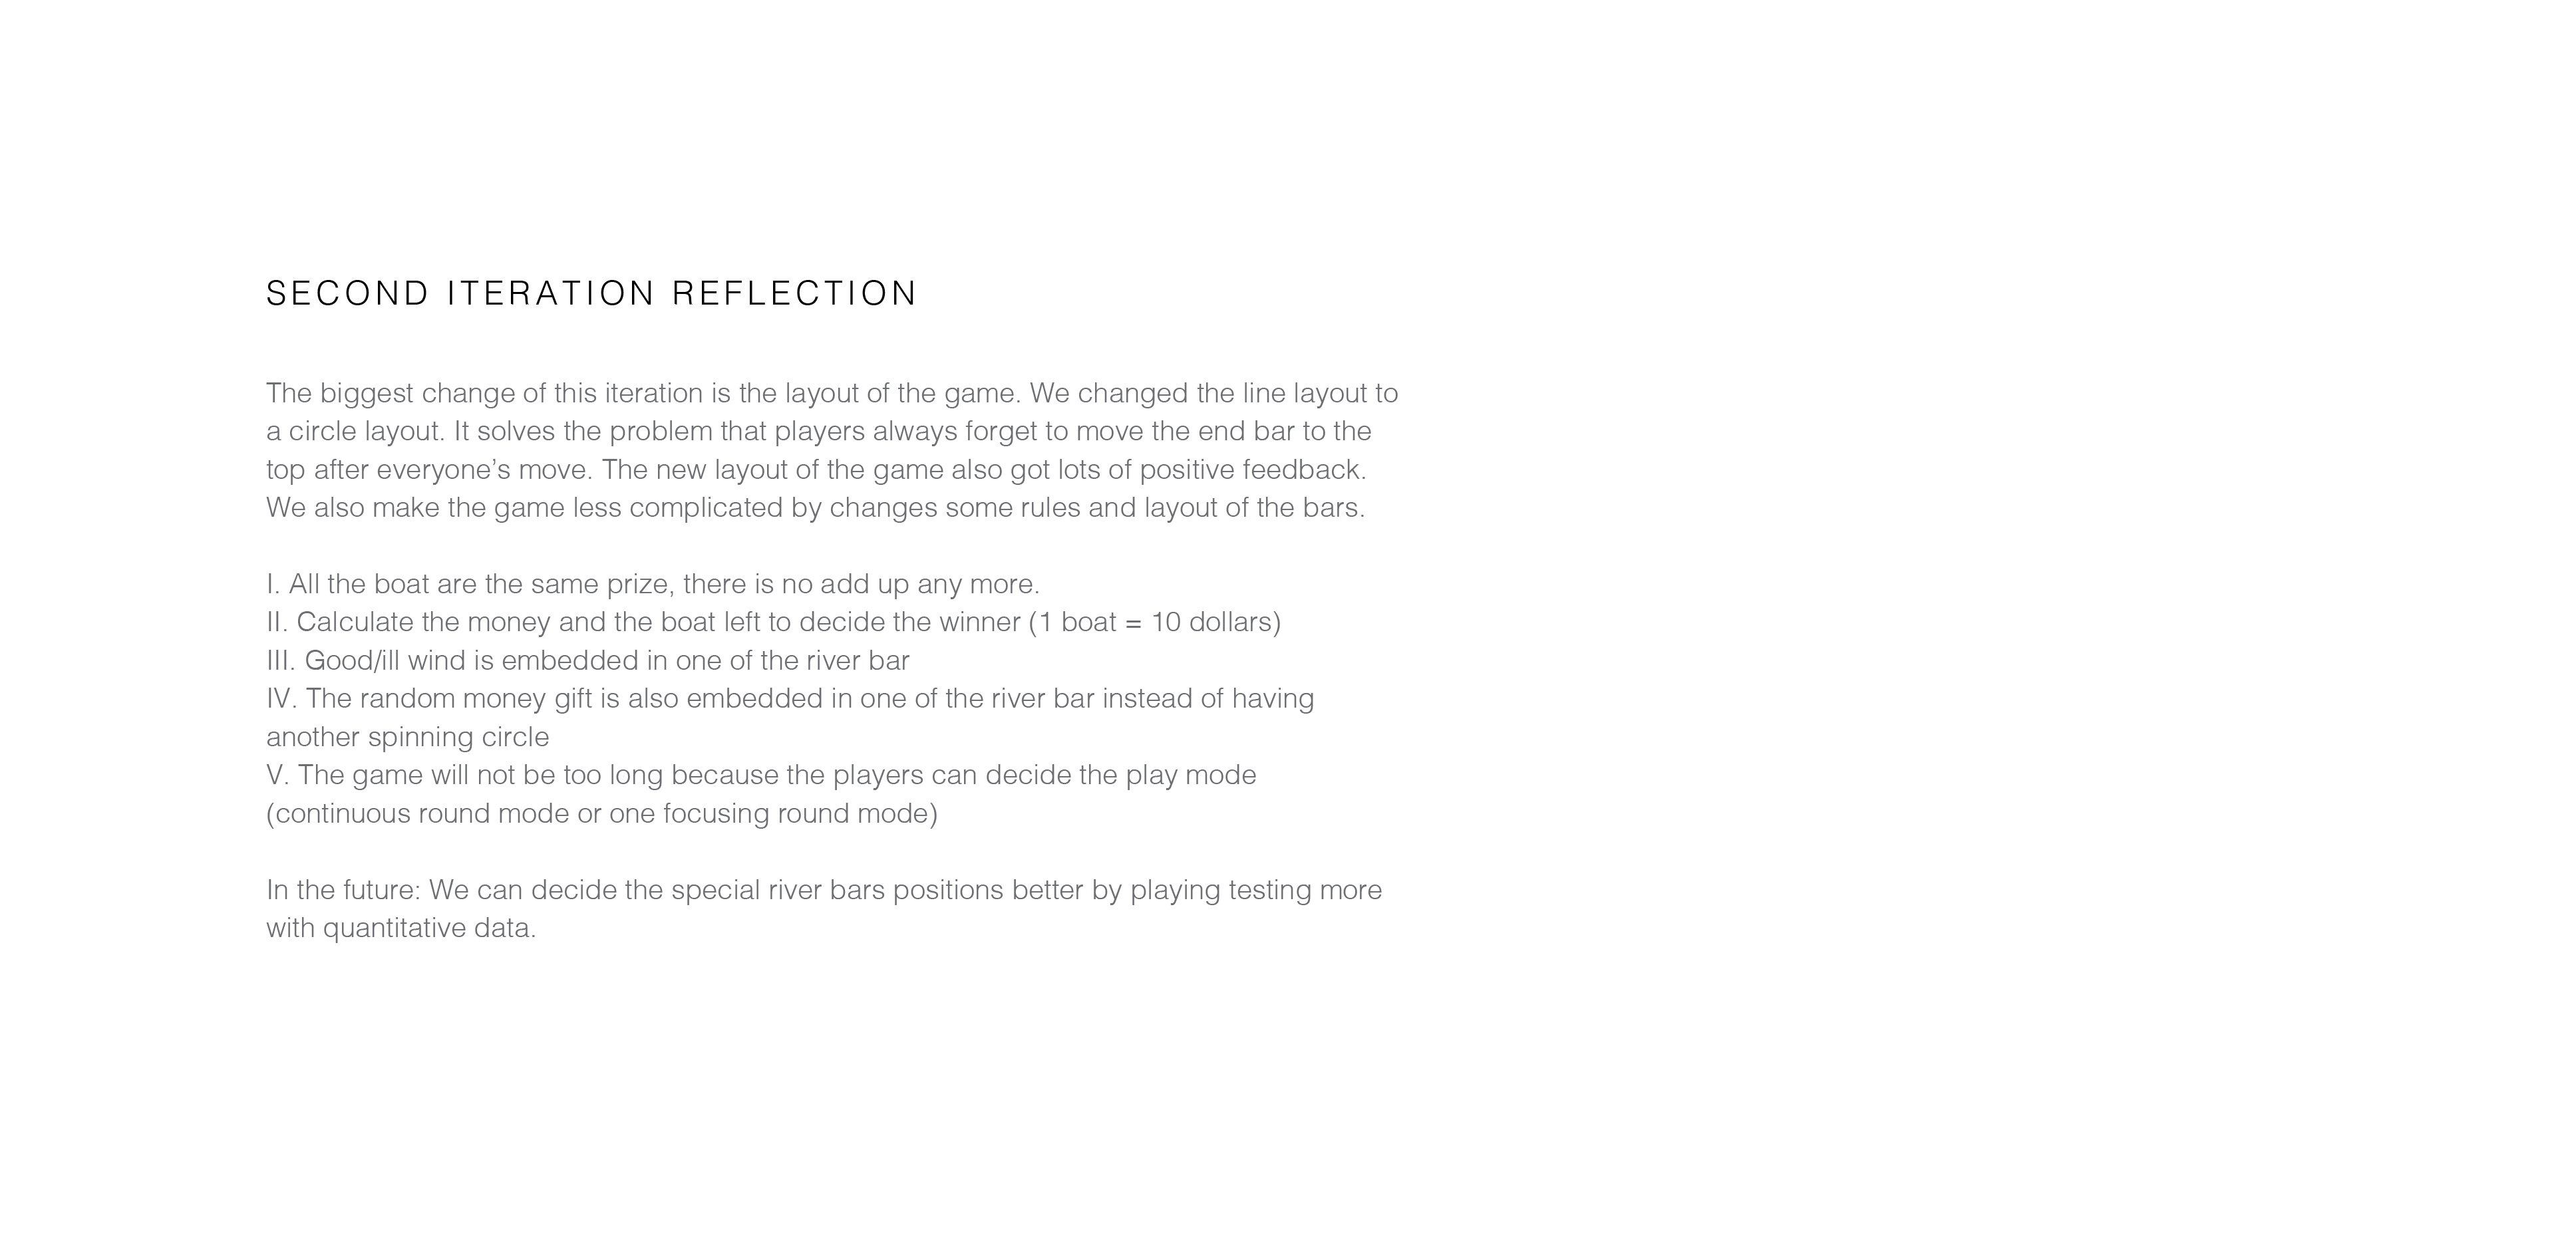 SECOND ITERATION REFLECTION
The biggest change of this iteration is the layout of the game. We changed the line layout to
a circle layout. It solves the problem that players always forget to move the end bar to the
top after everyone’s move. The new layout of the game also got lots of positive feedback.
We also make the game less complicated by changes some rules and layout of the bars.
I. All the boat are the same prize, there is no add up any more.
II. Calculate the money and the boat left to decide the winner (1 boat = 10 dollars)
III. Good/ill wind is embedded in one of the river bar
IV. The random money gift is also embedded in one of the river bar instead of having
another spinning circle
V. The game will not be too long because the players can decide the play mode
(continuous round mode or one focusing round mode)
In the future: We can decide the special river bars positions better by playing testing more
with quantitative data.